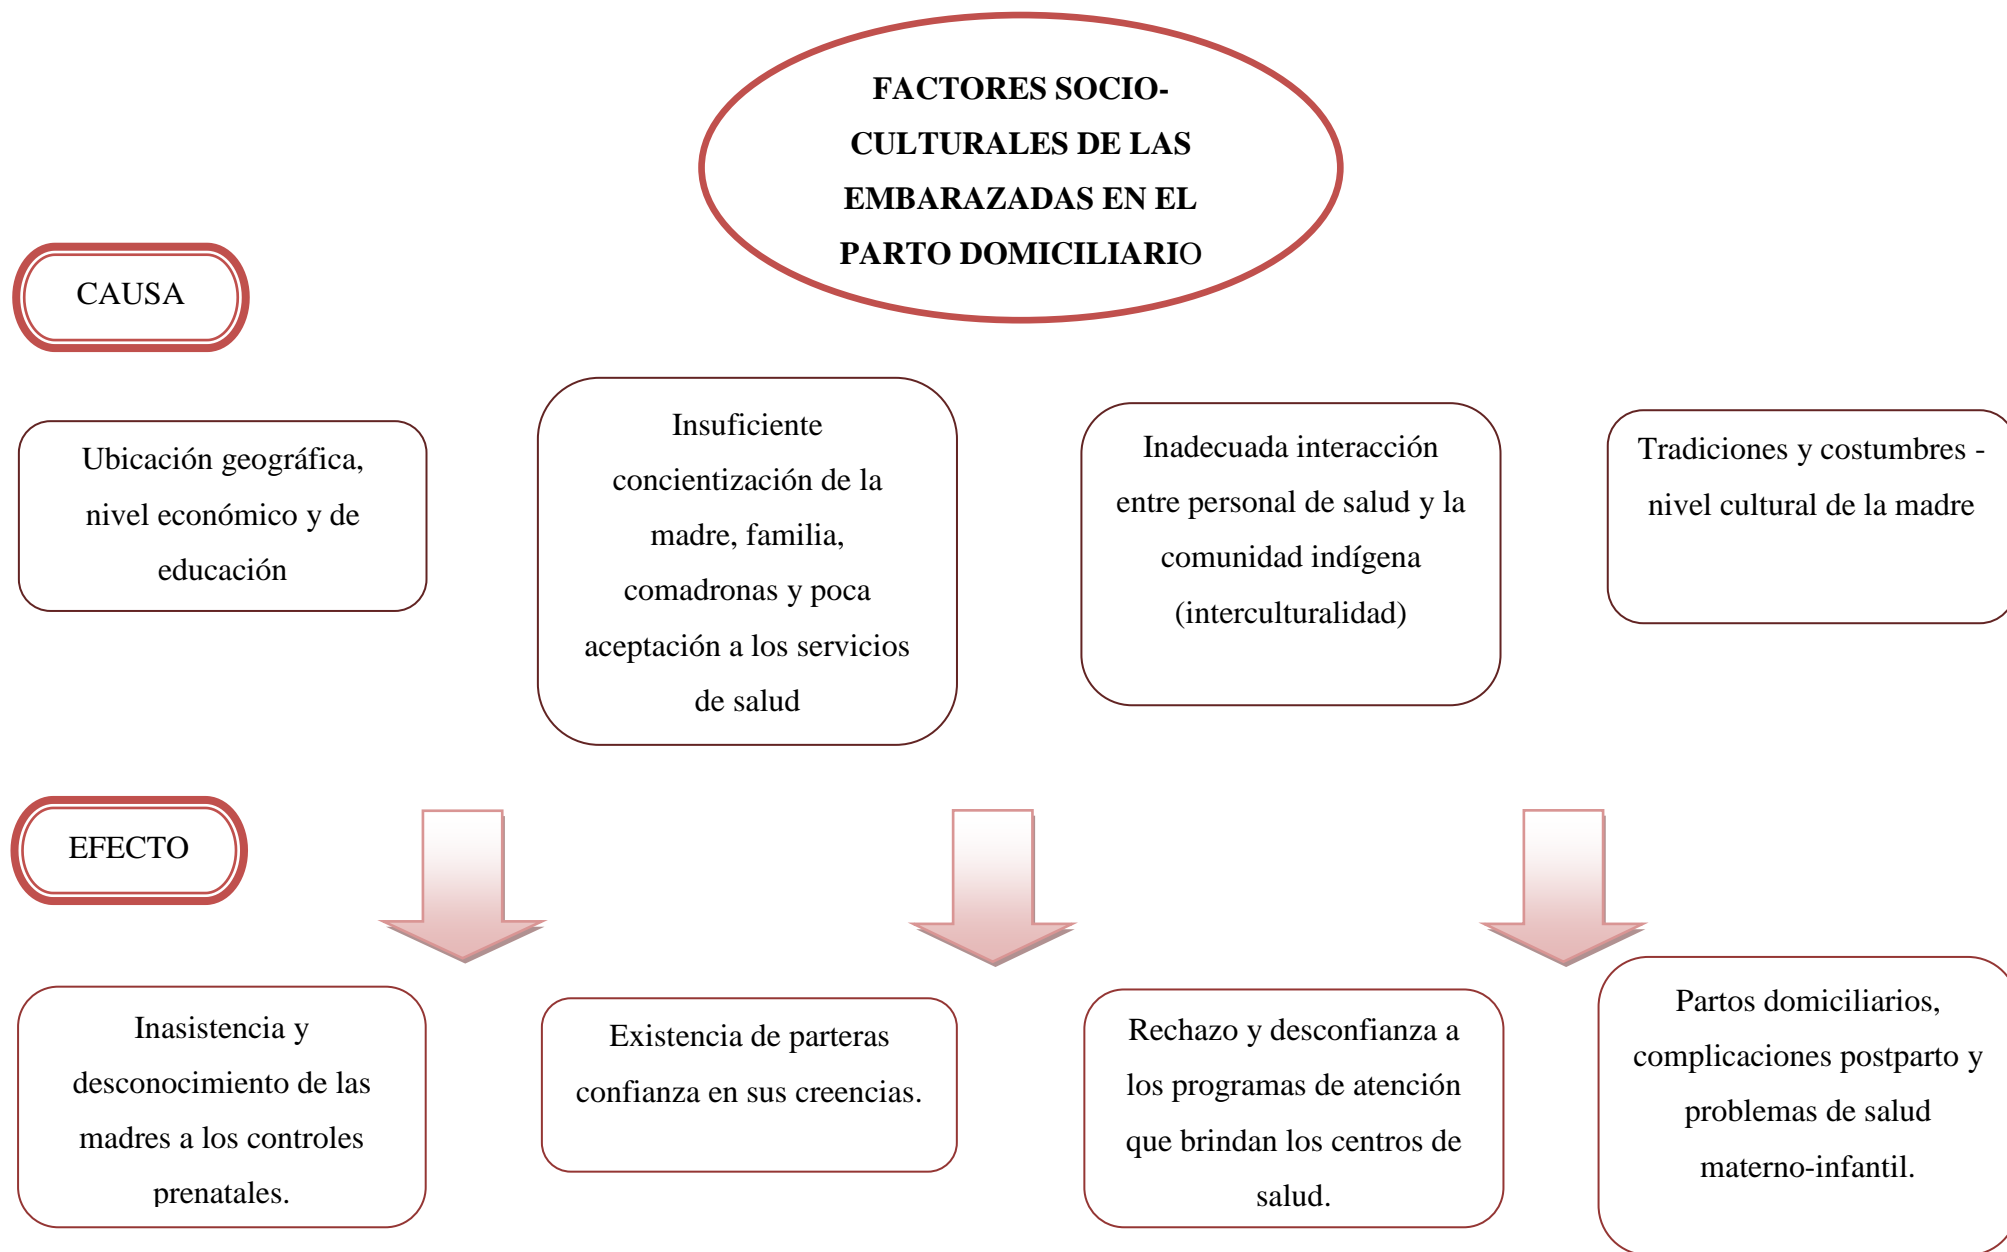 FACTORES SOCIO-
CULTURALES DE LAS
EMBARAZADAS EN EL
PARTO DOMICILIARIO
CAUSA
Ubicación geográfica,
nivel económico y de
educación
Insuficiente
concientización de la
madre, familia,
comadronas y poca
aceptación a los servicios
de salud
Inadecuada interacción
entre personal de salud y la
comunidad indígena
(interculturalidad)
Tradiciones y costumbres -
nivel cultural de la madre
EFECTO
Inasistencia y
desconocimiento de las
madres a los controles
prenatales.
Existencia de parteras
confianza en sus creencias.
Rechazo y desconfianza a
los programas de atención
que brindan los centros de
salud.
Partos domiciliarios,
complicaciones postparto y
problemas de salud
materno-infantil.